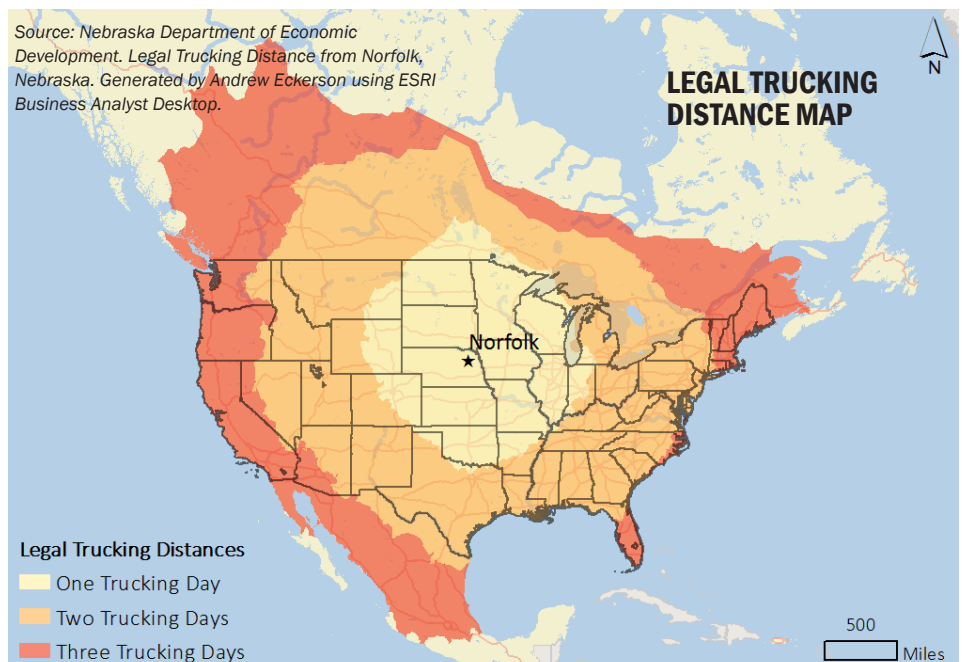 Source: Nebraska Department of Economic
Development. Legal Trucking Distance from Norfolk,
Nebraska. Generated by Andrew Eckerson using ESRI
Business Analyst Desktop.
N
LEGAL TRUCKING
DISTANCE MAP
Norfolk
Legal Trucking Distances
One Trucking Day
Two Trucking Days
Three Trucking Days
500
Miles